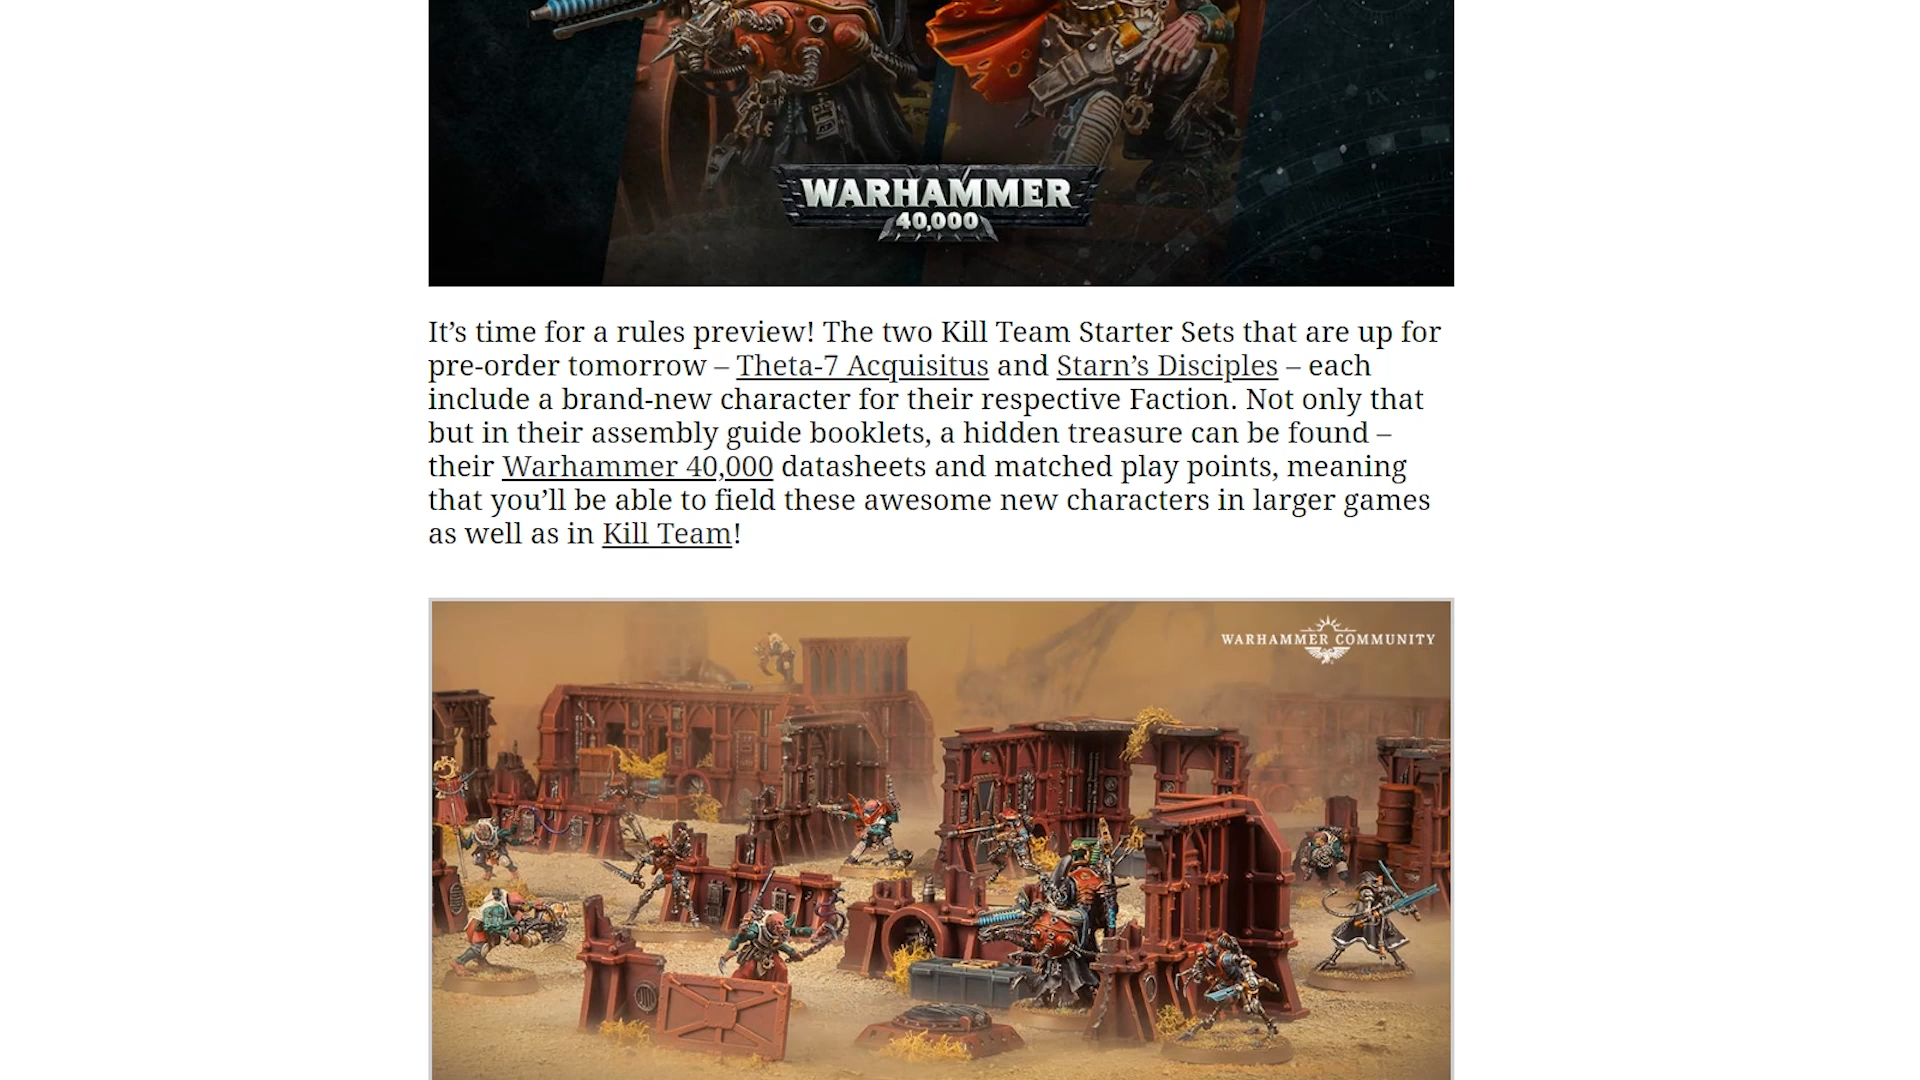 WARHAMMER
40,000
It’s time for a rules preview! The two Kill Team Starter Sets that are up for
pre-order tomorrow – Theta-7 Acquisitus and Starn’s Disciples – each
include a brand-new character for their respective Faction. Not only that
but in their assembly guide booklets, a hidden treasure can be found –
their Warhammer 40,000 datasheets and matched play points, meaning
that you’ll be able to field these awesome new characters in larger games
as well as in Kill Team!
WARHAMMER COMMUNITY